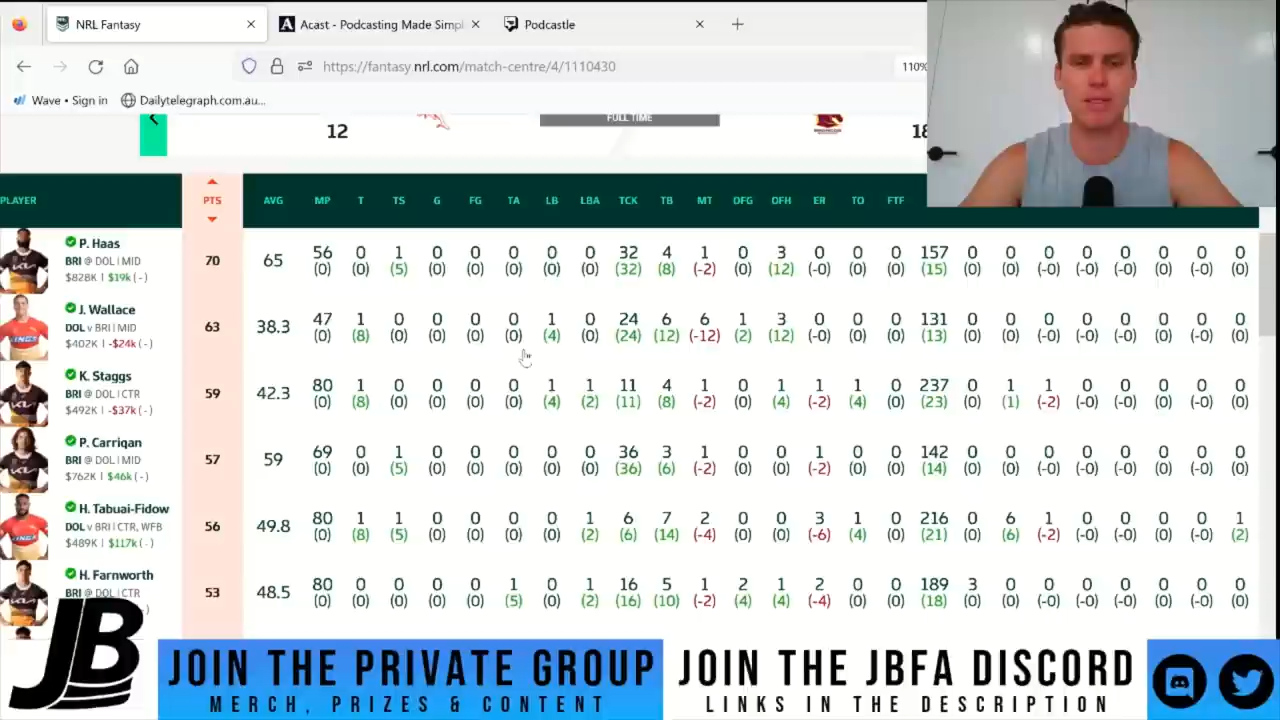 NRL Fantasy
Acast - Podcasting Made Simpl
Podcastle
https://fantasy.nrl.com/match-centre/4/1110430
110%
Wave • Sign in
Dailytelegraph.com.au...
12
FULL TIME
18
PLAYER PTS AVG MP T TS G FG TA LB LBA TCK TB MT OFG OFH ER TO FTF
P. Haas
BRI @ DOL | MID
$828K | $19k (-)
70 65 56 0 1 0 0 0 0 0 32 4 1 0 3 0 0 0 157 0 0 0 0 0 0 0 0
(0) (0) (5) (0) (0) (0) (0) (0) (32) (8) (-2) (0) (12) (-0) (0) (0) (15) (0) (0) (-0) (-0) (-0) (0) (-0) (0)
J. Wallace
DOL v BRI | MID
$402K | -$24k (-)
63 38.3 47 1 0 0 0 0 1 0 24 6 6 1 3 0 0 0 131 0 0 0 0 0 0 0 0
(0) (8) (0) (0) (0) (0) (4) (0) (24) (12) (-12) (2) (12) (-0) (0) (0) (13) (0) (0) (-0) (-0) (-0) (0) (-0) (0)
K. Staggs
BRI @ DOL | CTR
$492K | -$37k (-)
59 42.3 80 1 0 0 0 0 1 1 11 4 1 0 1 1 1 0 237 0 1 1 0 0 0 0 0
(0) (8) (0) (0) (0) (0) (4) (2) (11) (8) (-2) (0) (4) (-2) (4) (0) (23) (0) (1) (-2) (-0) (-0) (0) (-0) (0)
P. Carrigan
BRI @ DOL | MID
$762K | $46k (-)
57 59 69 0 1 0 0 0 0 0 36 3 1 0 0 1 0 0 142 0 0 0 0 0 0 0 0
(0) (0) (5) (0) (0) (0) (0) (0) (36) (6) (-2) (0) (0) (-2) (0) (0) (14) (0) (0) (-0) (-0) (-0) (0) (-0) (0)
H. Tabuai-Fidow
DOL v BRI | CTR, WFB
$489K | $117k (-)
56 49.8 80 1 1 0 0 0 0 1 6 7 2 0 0 3 1 0 216 0 6 1 0 0 0 0 1
(0) (8) (5) (0) (0) (0) (0) (2) (6) (14) (-4) (0) (0) (-6) (4) (0) (21) (0) (6) (-2) (-0) (-0) (0) (-0) (2)
H. Farnworth
BRI @ DOL | CTR
-)
53 48.5 80 0 0 0 0 1 0 1 16 5 1 2 1 2 0 0 189 3 0 0 0 0 0 0 0
(0) (0) (0) (0) (0) (5) (0) (2) (16) (10) (-2) (4) (4) (-4) (0) (0) (18) (0) (0) (-0) (-0) (-0) (0) (-0) (0)
JB
JOIN THE PRIVATE GROUP
MERCH, PRIZES & CONTENT
JOIN THE JBFA DISCORD
LINKS IN THE DESCRIPTION